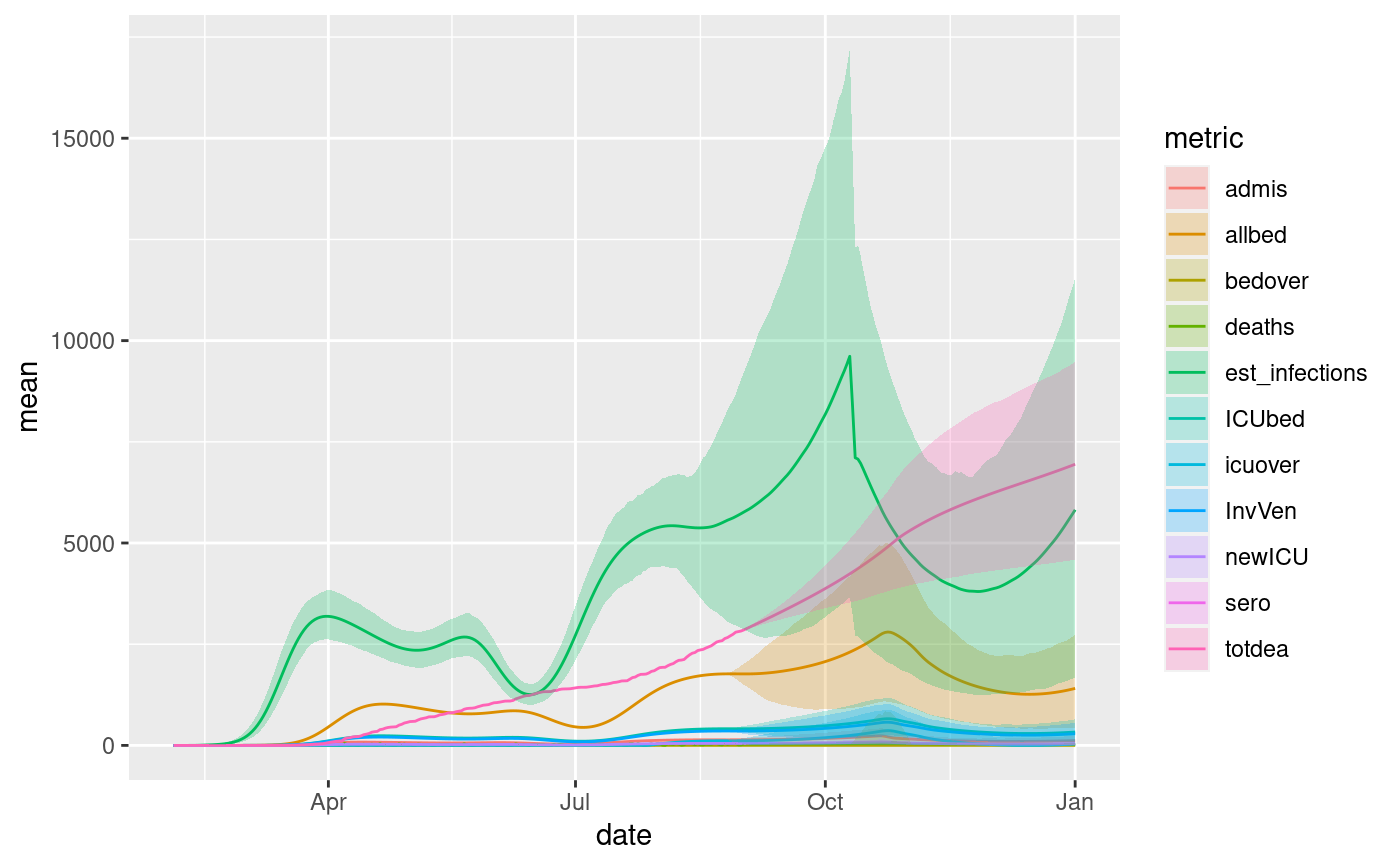 15000
10000
5000
0
mean
Apr
Jul
Oct
Jan
date
metric
admis
allbed
bedover
deaths
est_infections
ICUbed
icuover
InvVen
newICU
sero
totdea